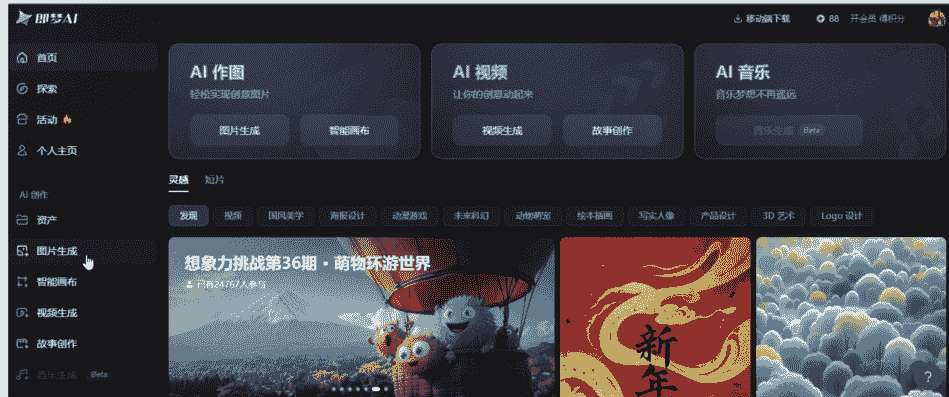 即梦AI
移动端下载 88 开会员 得积分
首页
探索
活动
个人主页
AI 创作
资产
图片生成
智能画布
视频生成
故事创作
音乐生成 Beta
AI 作图
轻松实现创意图片
图片生成 智能画布
AI 视频
让你的创意动起来
视频生成 故事创作
AI 音乐
音乐梦想不再遥远
音乐生成 Beta
灵感 短片
发现 视频 国风美学 海报设计 动漫游戏 未来科幻 动物萌宠 绘本插画 写实人像 产品设计 3D 艺术 Logo 设计
想象力挑战第36期·萌物环游世界
已有24767人参与
新年
?